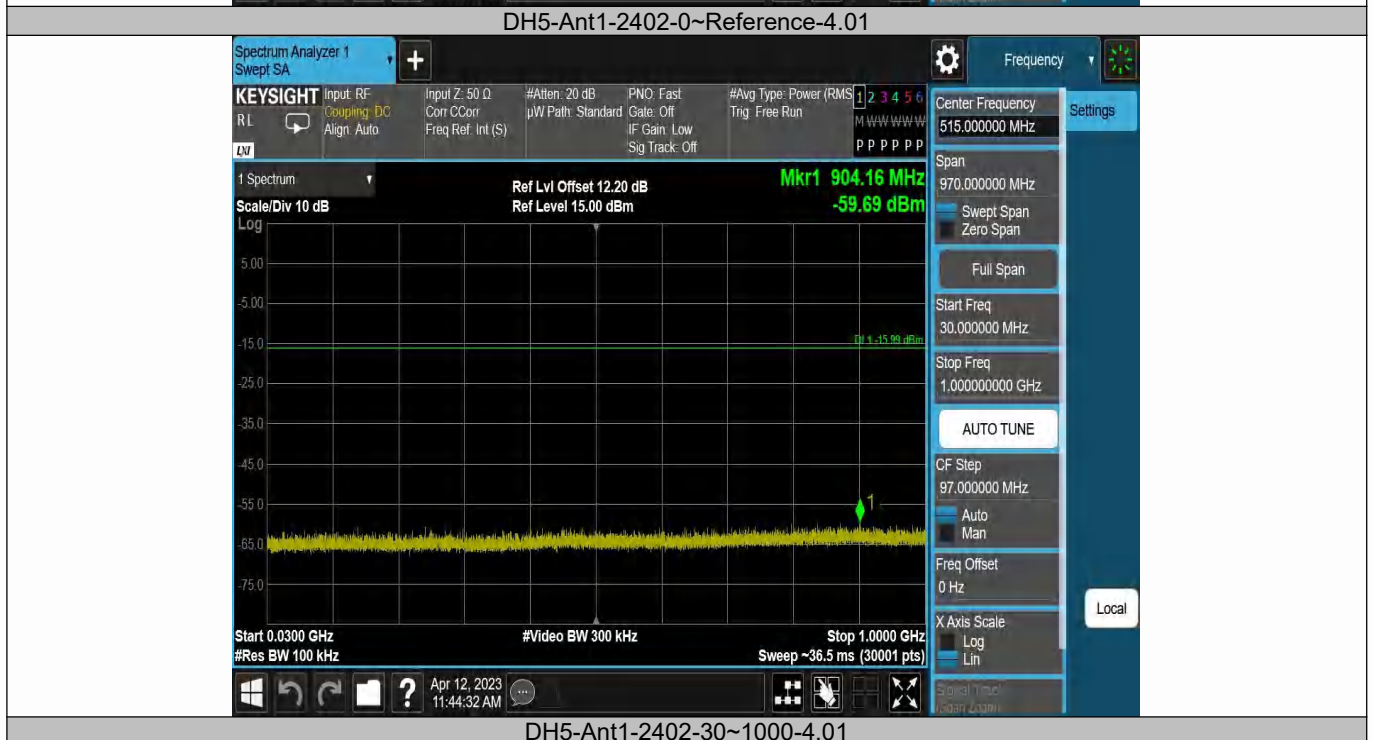 DH5-Ant1-2402-0~Reference-4.01
Spectrum Analyzer 1
Swept SA
+
Frequency
KEYSIGHT
RL
LXI
Input: RF
Coupling: DC
Align: Auto
Input Z: 50 Ω
Corr CCorr
Freq Ref: Int (S)
#Atten: 20 dB
µW Path: Standard
PNO: Fast
Gate: Off
IF Gain: Low
Sig Track: Off
#Avg Type: Power (RMS
Trig: Free Run
1 2 3 4 5 6
M W W W W W
P P P P P P
Center Frequency
515.000000 MHz
Settings
1 Spectrum
Scale/Div 10 dB
Ref Lvl Offset 12.20 dB
Ref Level 15.00 dBm
Mkr1 904.16 MHz
-59.69 dBm
Span
970.000000 MHz
Swept Span
Zero Span
Full Span
Start Freq
30.000000 MHz
Stop Freq
1.000000000 GHz
AUTO TUNE
CF Step
97.000000 MHz
Auto
Man
Freq Offset
0 Hz
X Axis Scale
Log
Lin
Signal Track
(Span Zoom)
Local
Log
5.00
-5.00
-15.0
-25.0
-35.0
-45.0
-55.0
-65.0
-75.0
DL1 -15.99 dBm
1
Start 0.0300 GHz
#Res BW 100 kHz
#Video BW 300 kHz
Stop 1.0000 GHz
Sweep ~36.5 ms (30001 pts)
?
Apr 12, 2023
11:44:32 AM
DH5-Ant1-2402-30~1000-4.01